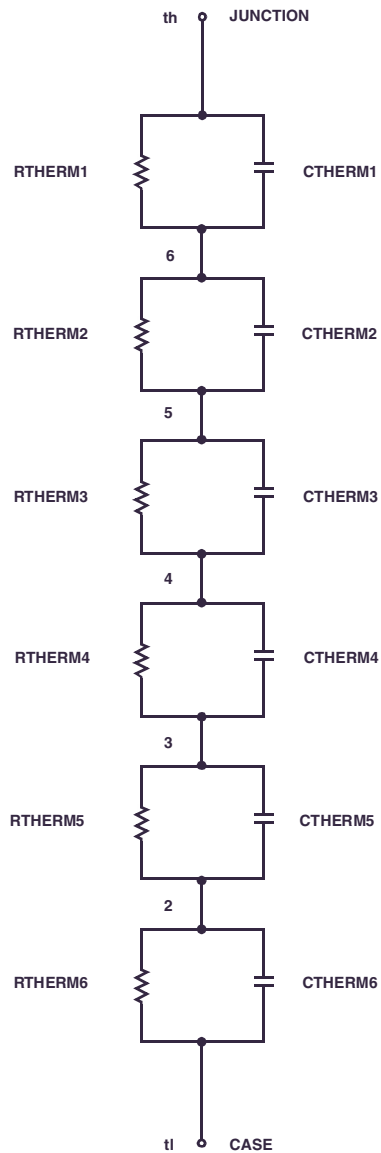 th JUNCTION
RTHERM1 CTHERM1
6
RTHERM2 CTHERM2
5
RTHERM3 CTHERM3
4
RTHERM4 CTHERM4
3
RTHERM5 CTHERM5
2
RTHERM6 CTHERM6
tl CASE